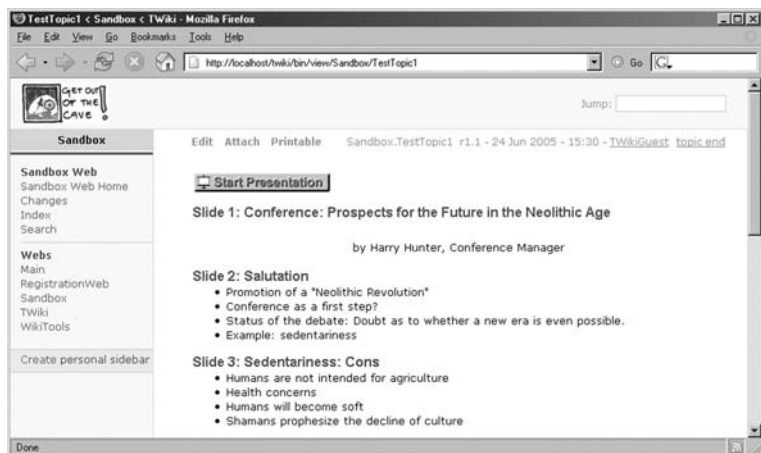 TestTopic1 < Sandbox < TWiki - Mozilla Firefox
File Edit View Go Bookmarks Tools Help
http://localhost/twiki/bin/view/Sandbox/TestTopic1 Go G
GET OUT
OF THE
CAVE !
Jump:
Sandbox
Edit Attach Printable Sandbox.TestTopic1 r1.1 - 24 Jun 2005 - 15:30 - TWikiGuest topic end
Sandbox Web
Sandbox Web Home
Changes
Index
Search
Webs
Main
RegistrationWeb
Sandbox
TWiki
WikiTools
Create personal sidebar
Start Presentation
Slide 1: Conference: Prospects for the Future in the Neolithic Age
by Harry Hunter, Conference Manager
Slide 2: Salutation
• Promotion of a "Neolithic Revolution"
• Conference as a first step?
• Status of the debate: Doubt as to whether a new era is even possible.
• Example: sedentariness
Slide 3: Sedentariness: Cons
• Humans are not intended for agriculture
• Health concerns
• Humans will become soft
• Shamans prophesize the decline of culture
Done